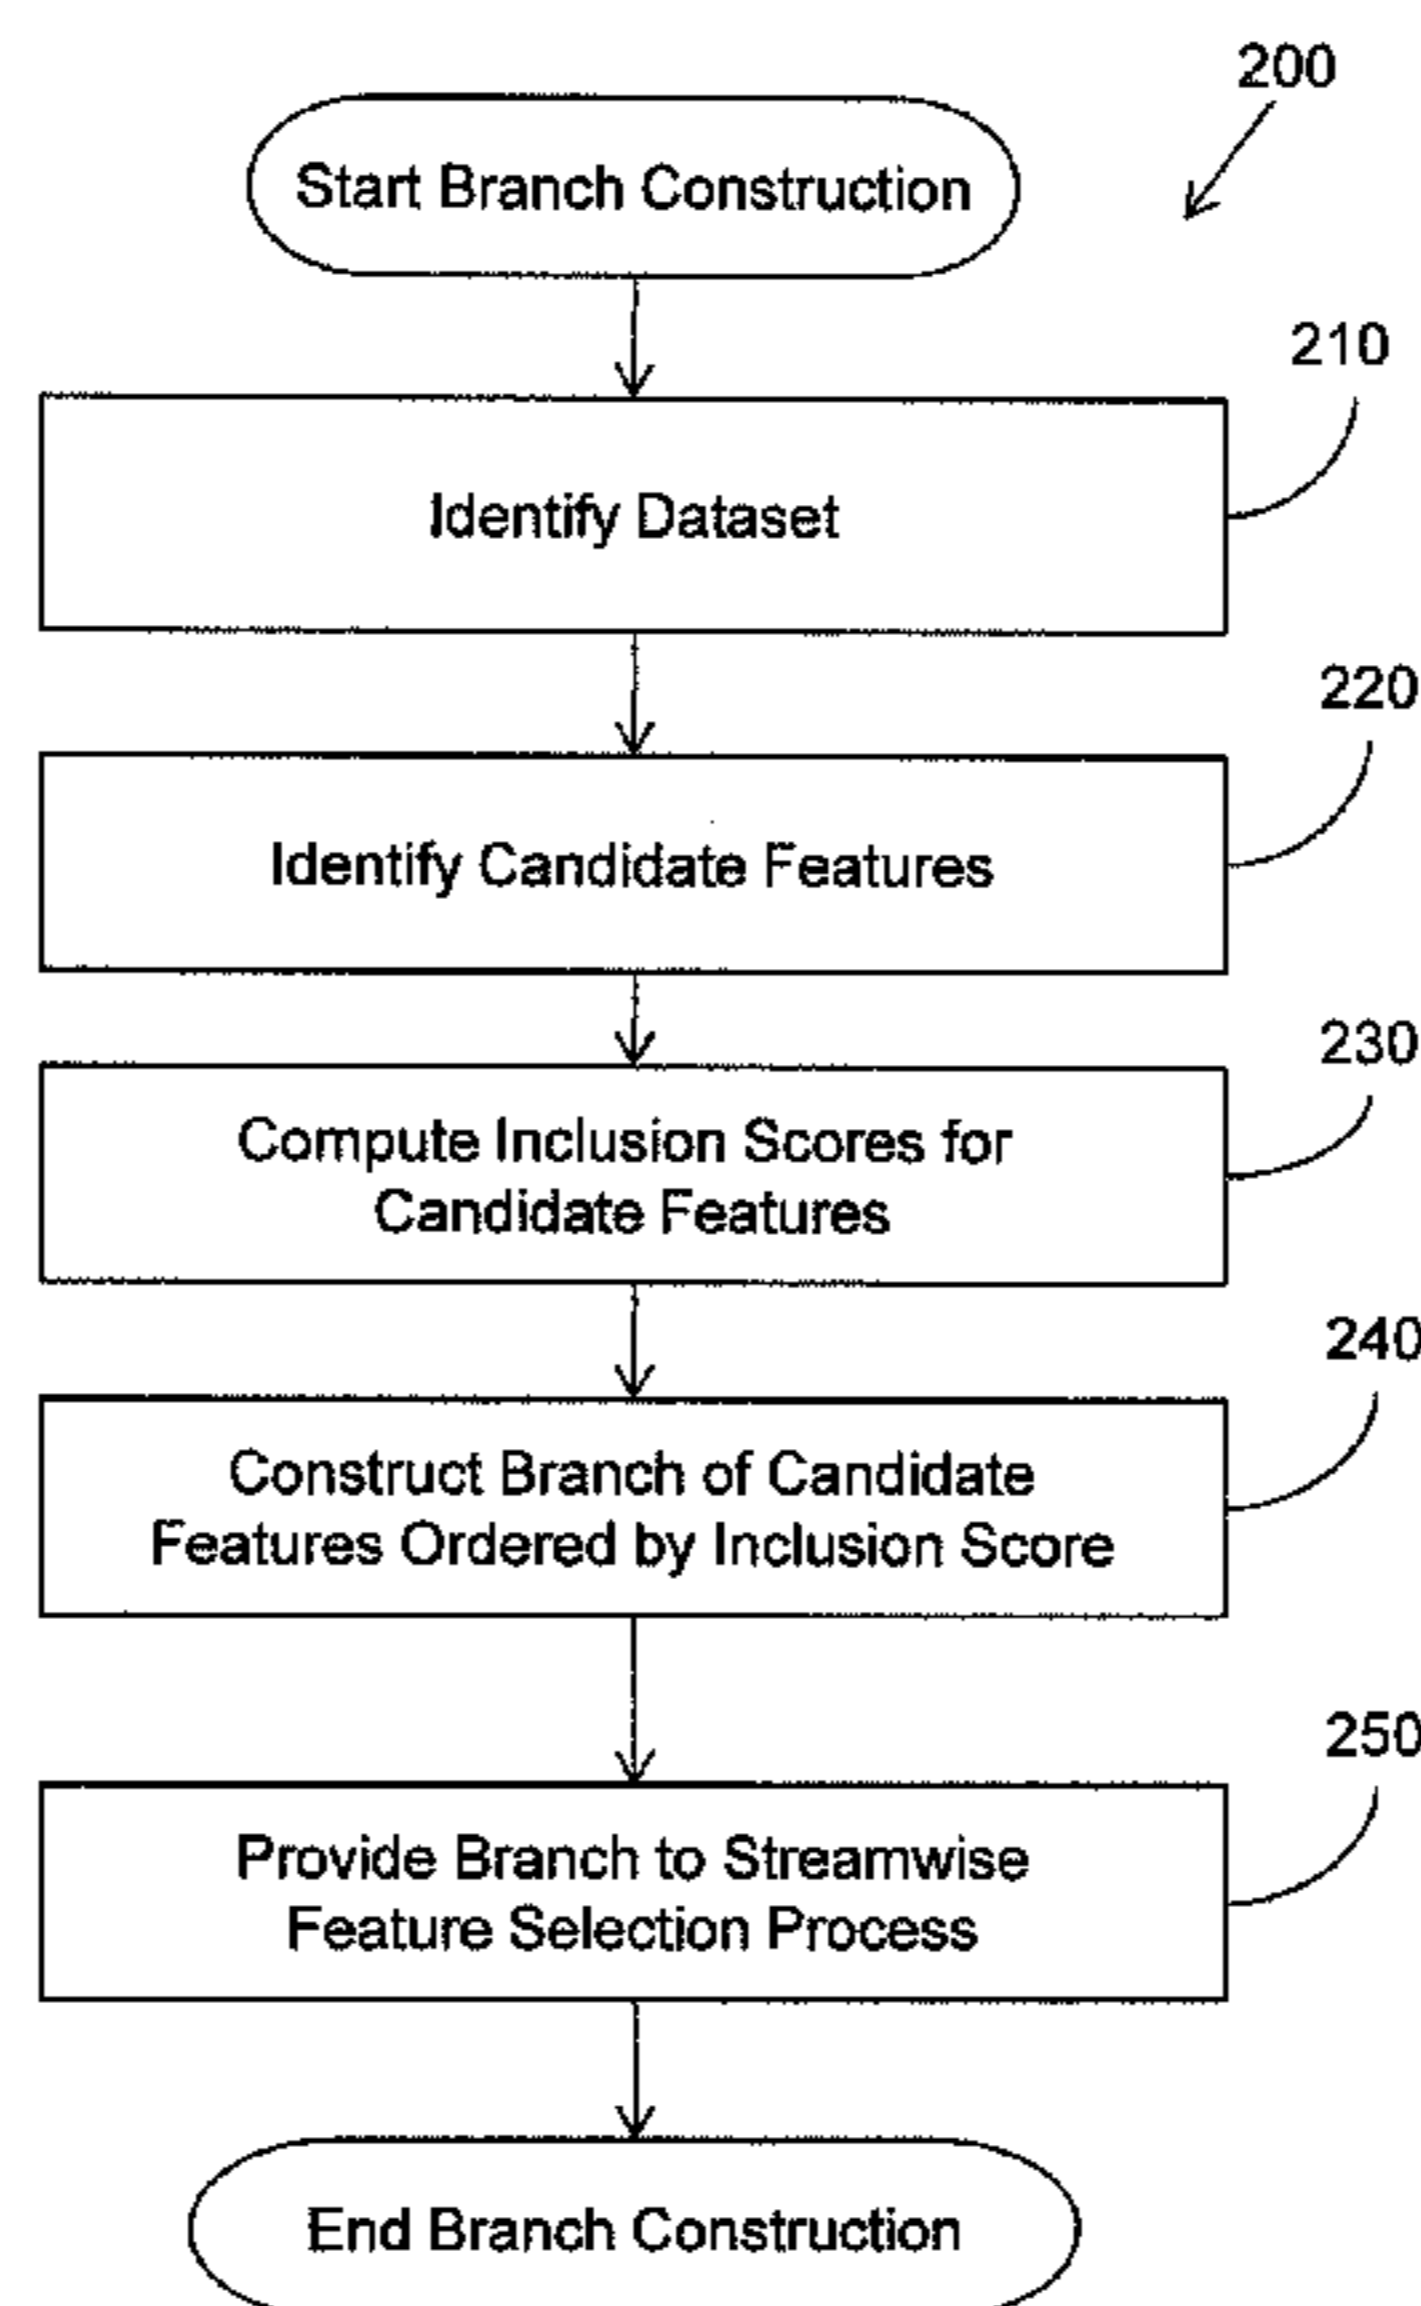 200
Start Branch Construction
210
Identify Dataset
220
Identify Candidate Features
230
Compute Inclusion Scores for
Candidate Features
240
Construct Branch of Candidate
Features Ordered by Inclusion Score
250
Provide Branch to Streamwise
Feature Selection Process
End Branch Construction